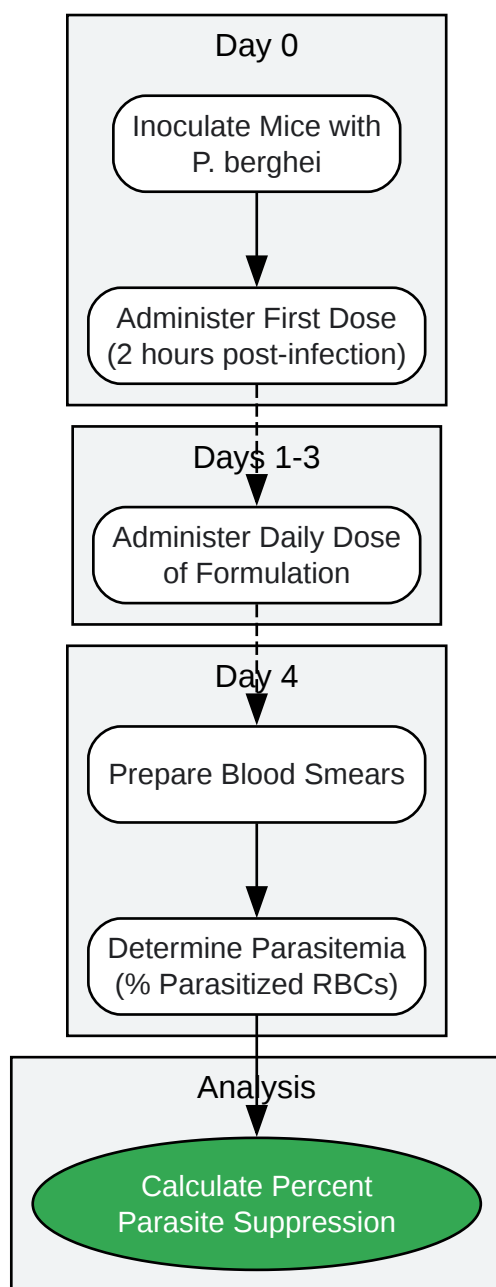 Day 0
Inoculate Mice with
P. berghei
Administer First Dose
(2 hours post-infection)
Days 1-3
Administer Daily Dose
of Formulation
Day 4
Prepare Blood Smears
Determine Parasitemia
(% Parasitized RBCs)
Analysis
Calculate Percent
Parasite Suppression